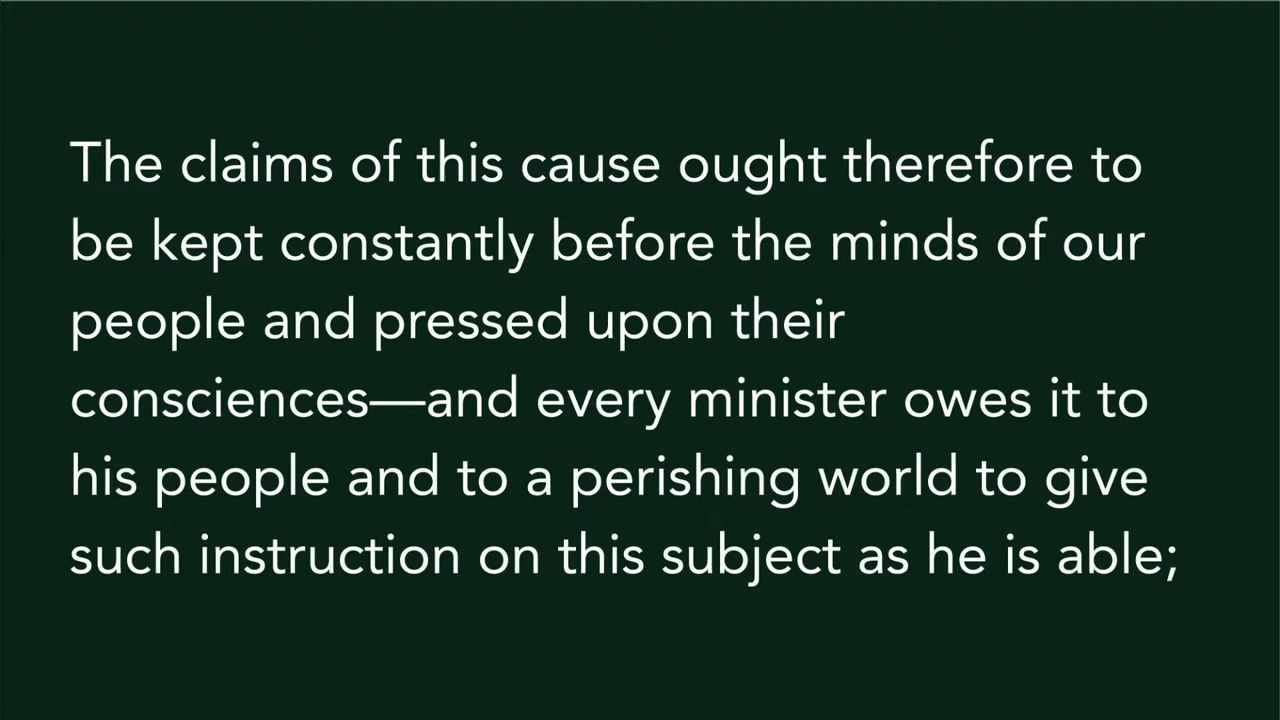 The claims of this cause ought therefore to
be kept constantly before the minds of our
people and pressed upon their
consciences—and every minister owes it to
his people and to a perishing world to give
such instruction on this subject as he is able;